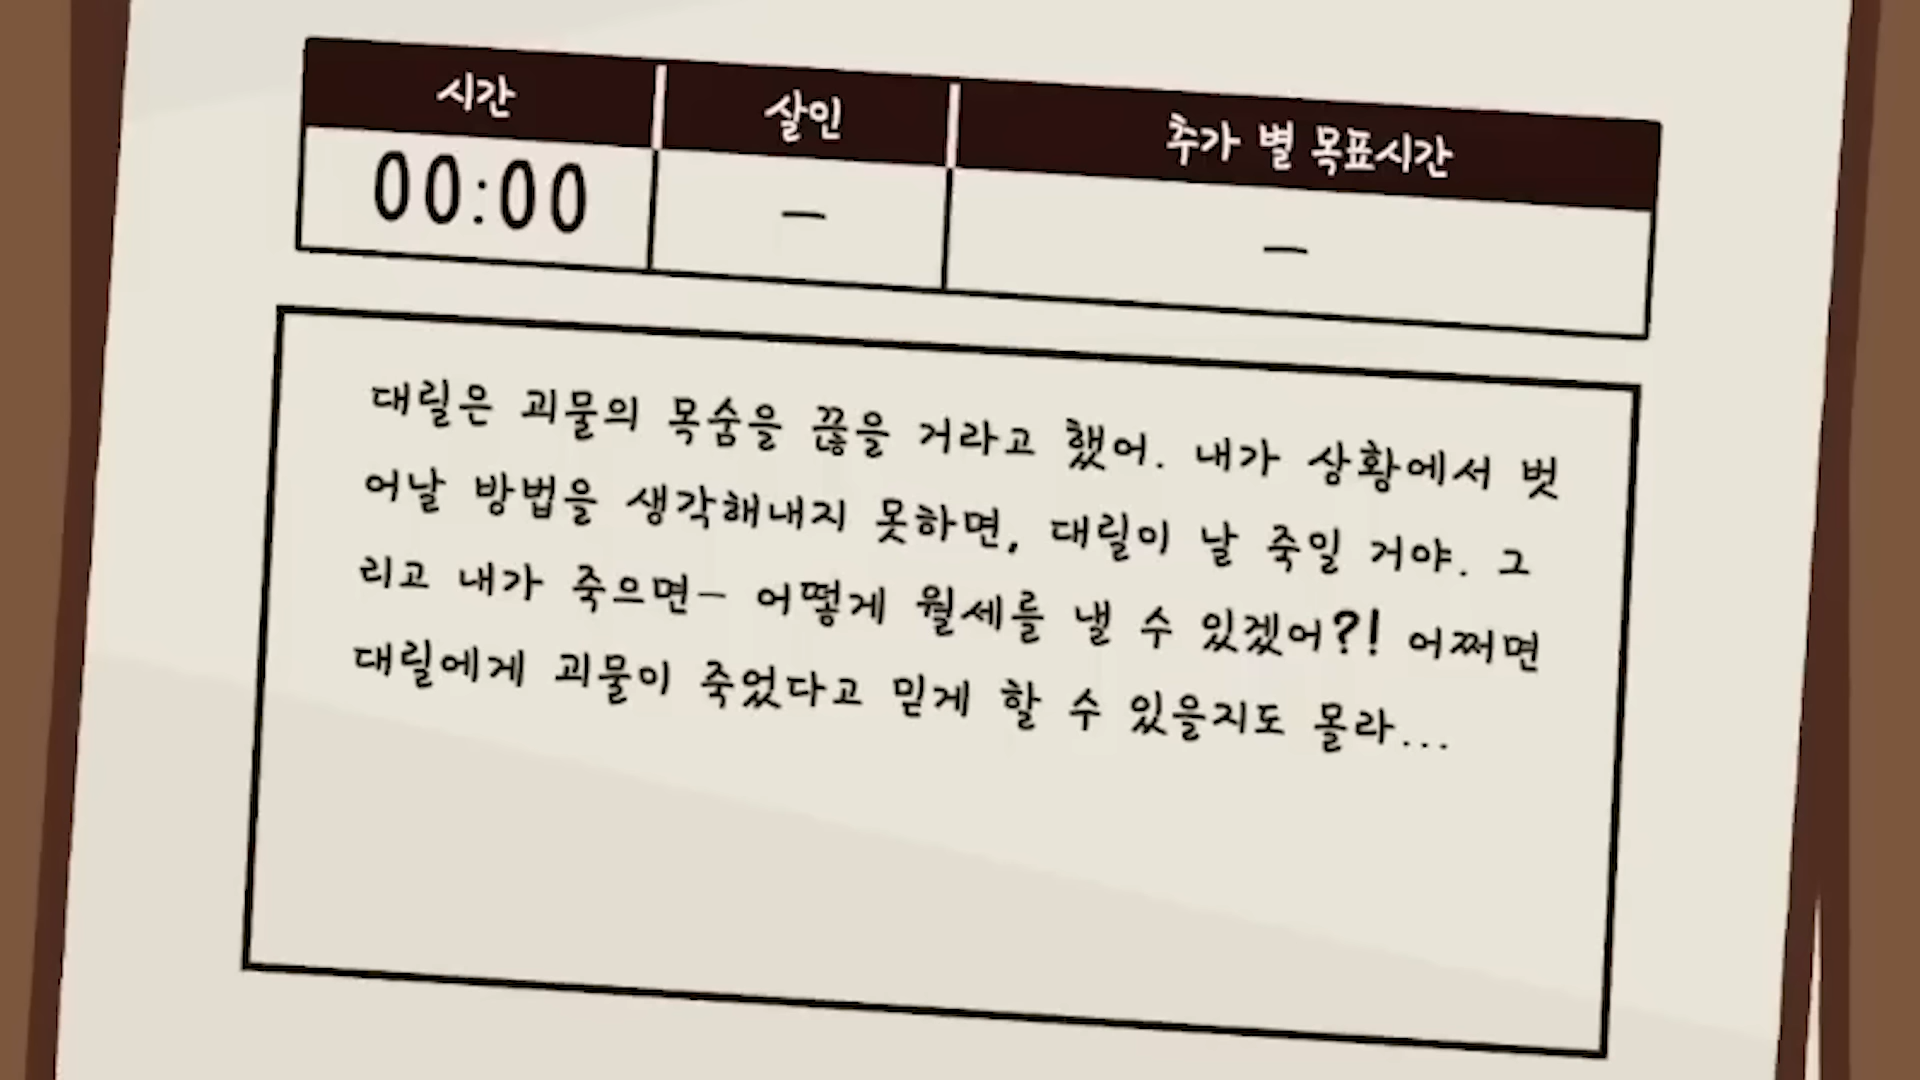 시간 살인 추가 별 목표시간
00:00 — —
대릴은 괴물의 목숨을 끊을 거라고 했어. 내가 상황에서 벗
어날 방법을 생각해내지 못하면, 대릴이 날 죽일 거야. 그
리고 내가 죽으면— 어떻게 월세를 낼 수 있겠어?! 어쩌면
대릴에게 괴물이 죽었다고 믿게 할 수 있을지도 몰라...